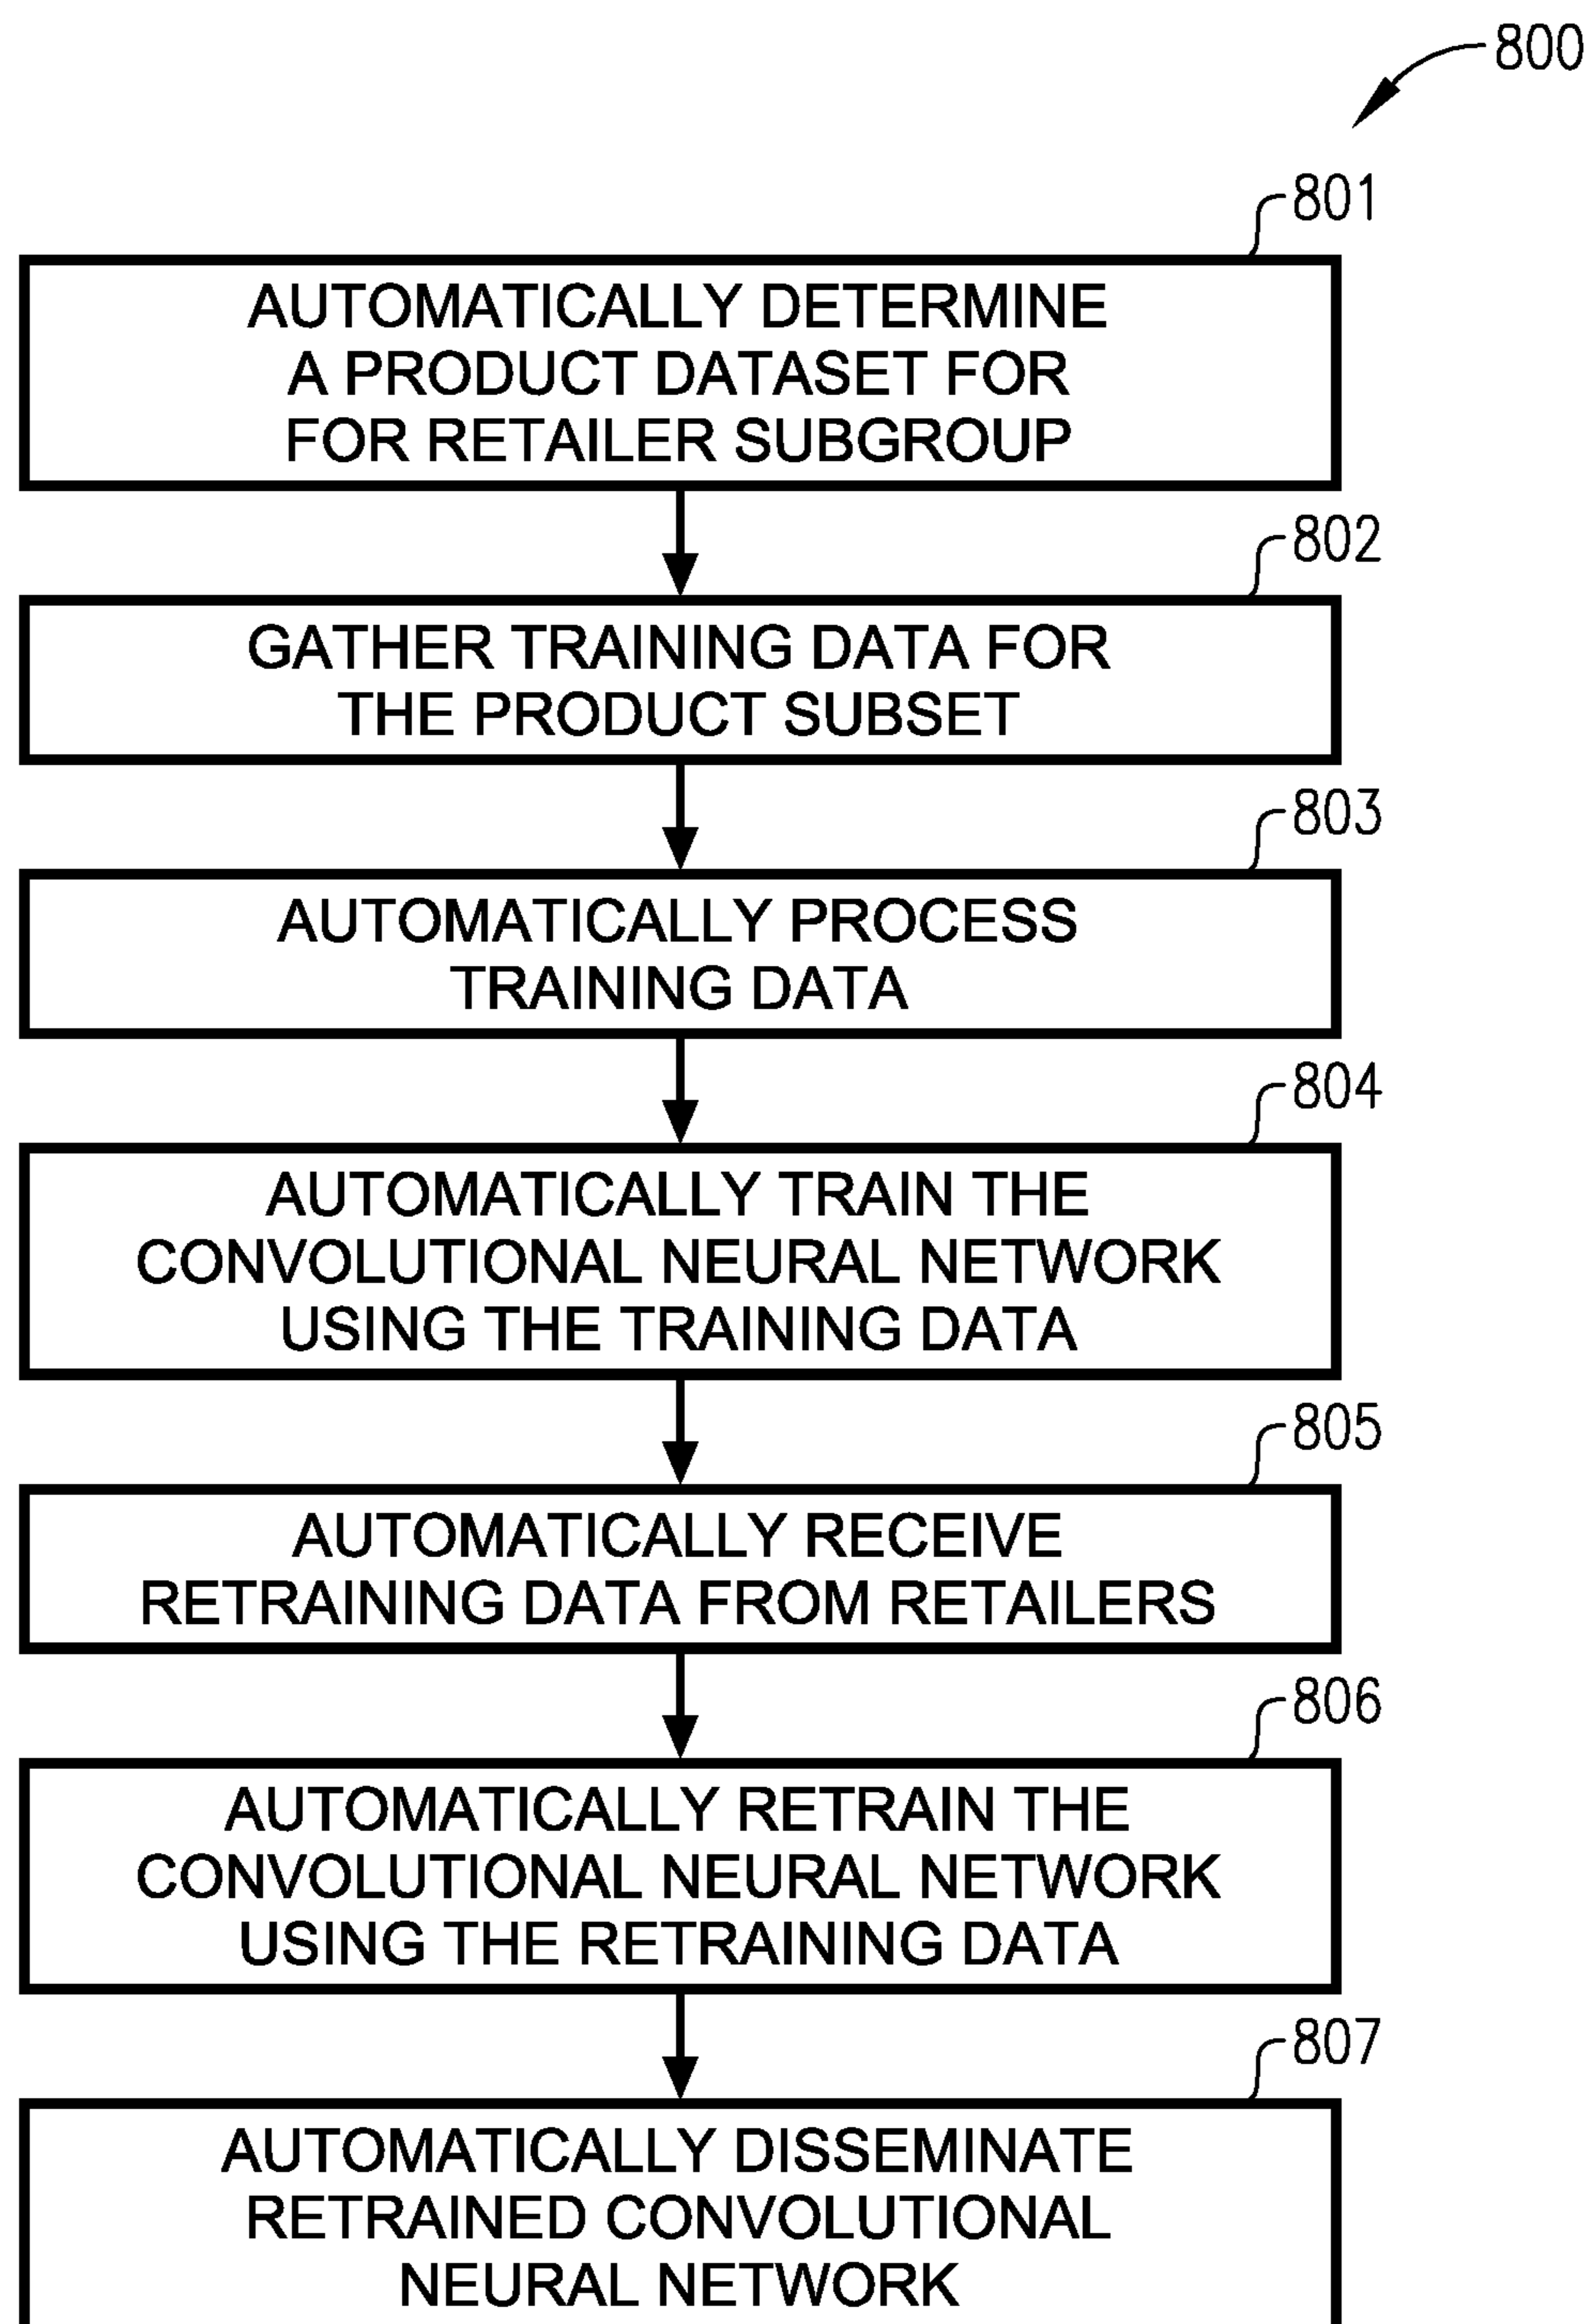 800
801
AUTOMATICALLY DETERMINE
A PRODUCT DATASET FOR
FOR RETAILER SUBGROUP
802
GATHER TRAINING DATA FOR
THE PRODUCT SUBSET
803
AUTOMATICALLY PROCESS
TRAINING DATA
804
AUTOMATICALLY TRAIN THE
CONVOLUTIONAL NEURAL NETWORK
USING THE TRAINING DATA
805
AUTOMATICALLY RECEIVE
RETRAINING DATA FROM RETAILERS
806
AUTOMATICALLY RETRAIN THE
CONVOLUTIONAL NEURAL NETWORK
USING THE RETRAINING DATA
807
AUTOMATICALLY DISSEMINATE
RETRAINED CONVOLUTIONAL
NEURAL NETWORK